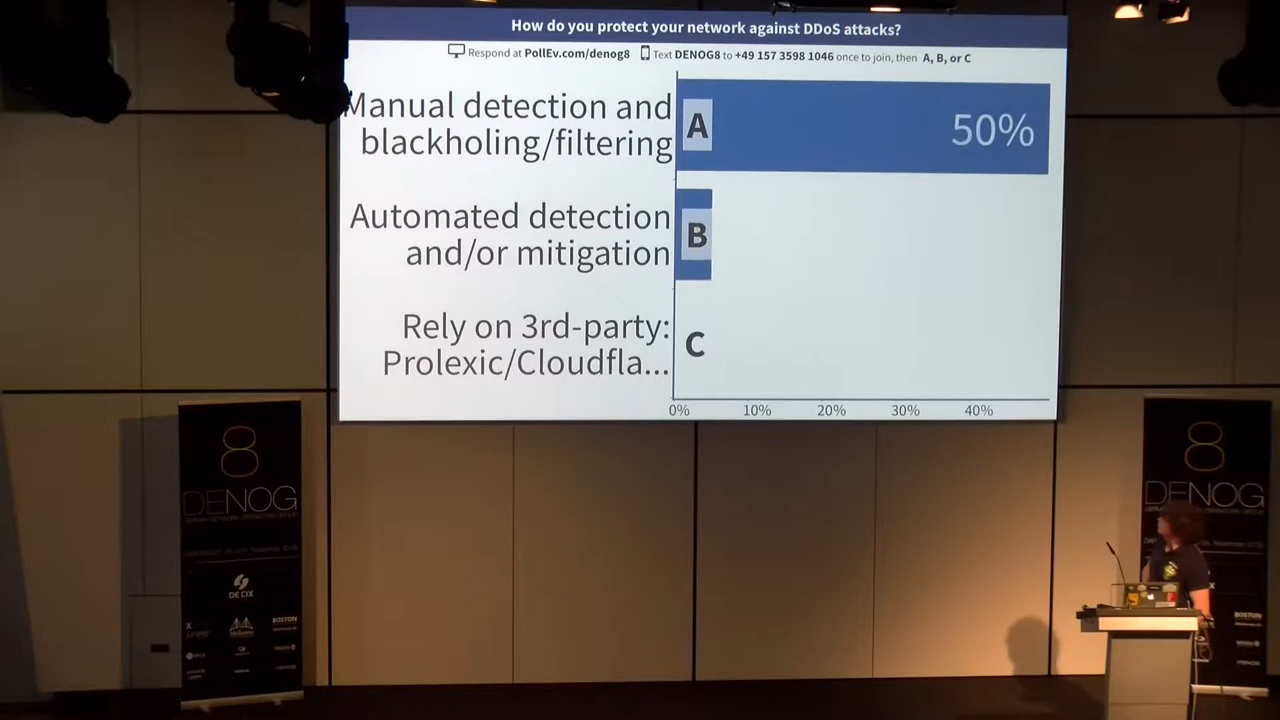 How do you protect your network against DDoS attacks?
Respond at PollEv.com/denog8 Text DENOG8 to +49 157 3598 1046 once to join, then A, B, or C
Manual detection and
blackholing/filtering
A
50%
Automated detection
and/or mitigation
B
Rely on 3rd-party:
Prolexic/Cloudfla...
C
0% 10% 20% 30% 40%
8
DENOG
DE CIX
BOSTON
8
DENOG
BOSTON